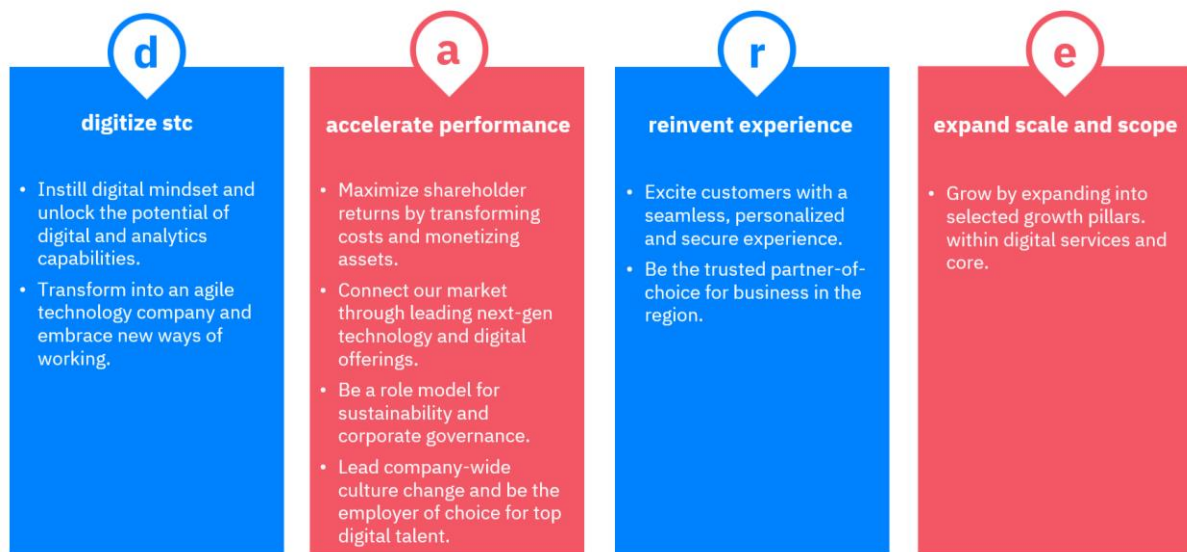 d
digitize stc
• Instill digital mindset and
unlock the potential of
digital and analytics
capabilities.
• Transform into an agile
technology company and
embrace new ways of
working.
a
accelerate performance
• Maximize shareholder
returns by transforming
costs and monetizing
assets.
• Connect our market
through leading next-gen
technology and digital
offerings.
• Be a role model for
sustainability and
corporate governance.
• Lead company-wide
culture change and be the
employer of choice for top
digital talent.
r
reinvent experience
• Excite customers with a
seamless, personalized
and secure experience.
• Be the trusted partner-of-
choice for business in the
region.
e
expand scale and scope
• Grow by expanding into
selected growth pillars.
within digital services and
core.